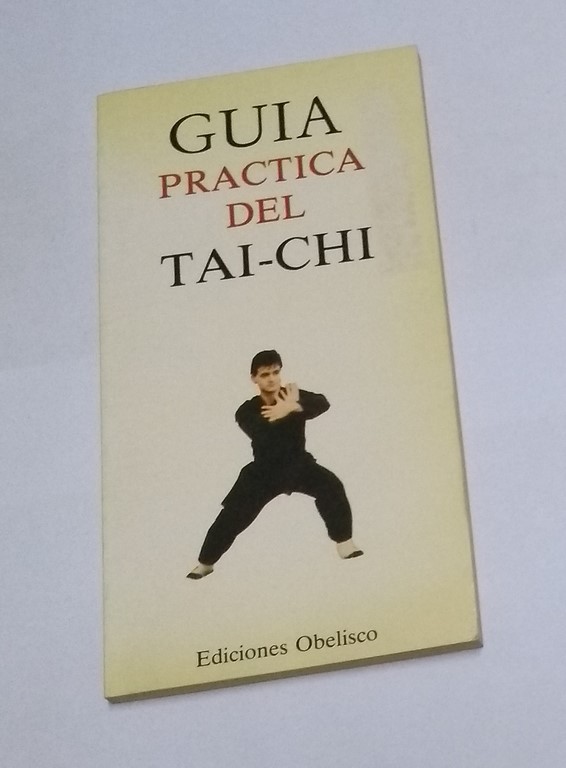 GUIA
PRACTICA
DEL
TAI-CHI
Ediciones Obelisco